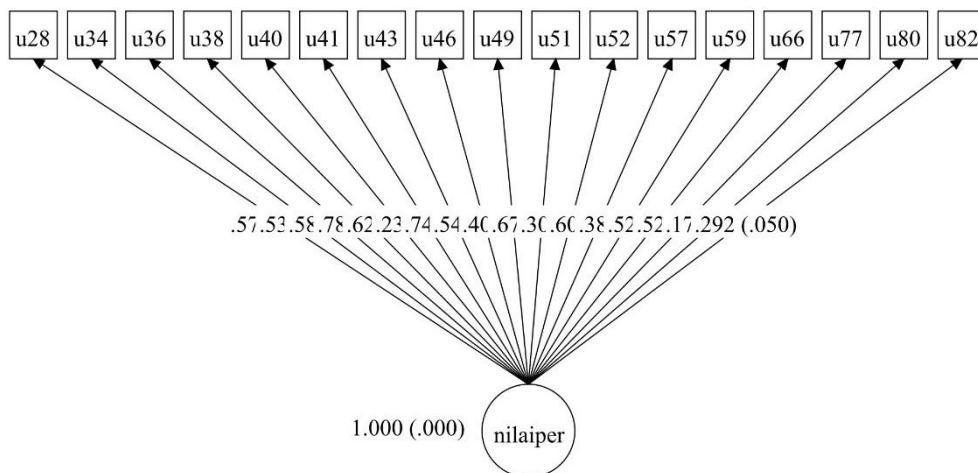 u28 u34 u36 u38 u40 u41 u43 u46 u49 u51 u52 u57 u59 u66 u77 u80 u82
.57 .53 .58 .78 .62 .23 .74 .54 .40 .67 .30 .60 .38 .52 .52 .17 .292 (.050)
1.000 (.000) nilaiper